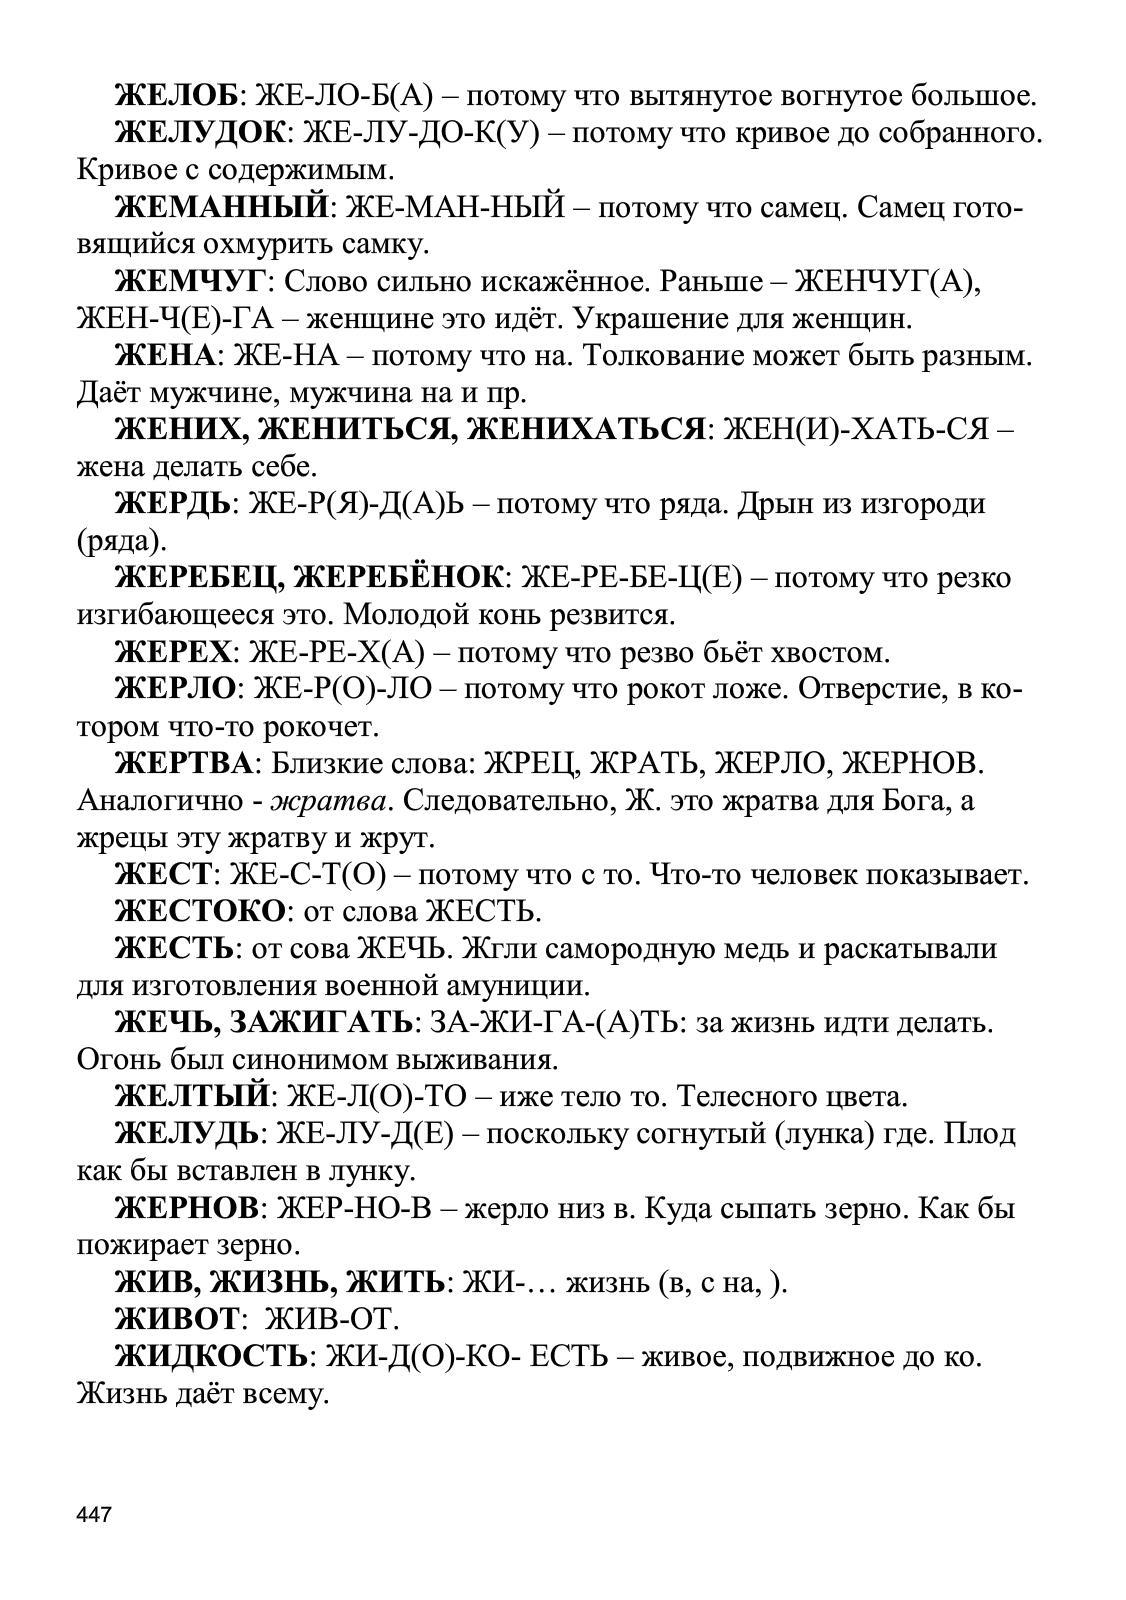 ЖЕЛОБ: ЖЕ-ЛО-Б(А) – потому что вытянутое вогнутое большое.
ЖЕЛУДОК: ЖЕ-ЛУ-ДО-К(У) – потому что кривое до собранного.
Кривое с содержимым.
ЖЕМАННЫЙ: ЖЕ-МАН-НЫЙ – потому что самец. Самец гото-
вящийся охмурить самку.
ЖЕМЧУГ: Слово сильно искажённое. Раньше – ЖЕНЧУГ(А),
ЖЕН-Ч(Е)-ГА – женщине это идёт. Украшение для женщин.
ЖЕНА: ЖЕ-НА – потому что на. Толкование может быть разным.
Даёт мужчине, мужчина на и пр.
ЖЕНИХ, ЖЕНИТЬСЯ, ЖЕНИХАТЬСЯ: ЖЕН(И)-ХАТЬ-СЯ –
жена делать себе.
ЖЕРДЬ: ЖЕ-Р(Я)-Д(А)Ь – потому что ряда. Дрын из изгороди
(ряда).
ЖЕРЕБЕЦ, ЖЕРЕБЁНОК: ЖЕ-РЕ-БЕ-Ц(Е) – потому что резко
изгибающееся это. Молодой конь резвится.
ЖЕРЕХ: ЖЕ-РЕ-Х(А) – потому что резво бьёт хвостом.
ЖЕРЛО: ЖЕ-Р(О)-ЛО – потому что рокот ложе. Отверстие, в ко-
тором что-то рокочет.
ЖЕРТВА: Близкие слова: ЖРЕЦ, ЖРАТЬ, ЖЕРЛО, ЖЕРНОВ.
Аналогично - жратва. Следовательно, Ж. это жратва для Бога, а
жрецы эту жратву и жрут.
ЖЕСТ: ЖЕ-С-Т(О) – потому что с то. Что-то человек показывает.
ЖЕСТОКО: от слова ЖЕСТЬ.
ЖЕСТЬ: от сова ЖЕЧЬ. Жгли самородную медь и раскатывали
для изготовления военной амуниции.
ЖЕЧЬ, ЗАЖИГАТЬ: ЗА-ЖИ-ГА-(А)ТЬ: за жизнь идти делать.
Огонь был синонимом выживания.
ЖЕЛТЫЙ: ЖЕ-Л(О)-ТО – иже тело то. Телесного цвета.
ЖЕЛУДЬ: ЖЕ-ЛУ-Д(Е) – поскольку согнутый (лунка) где. Плод
как бы вставлен в лунку.
ЖЕРНОВ: ЖЕР-НО-В – жерло низ в. Куда сыпать зерно. Как бы
пожирает зерно.
ЖИВ, ЖИЗНЬ, ЖИТЬ: ЖИ-… жизнь (в, с на, ).
ЖИВОТ:  ЖИВ-ОТ.
ЖИДКОСТЬ: ЖИ-Д(О)-КО- ЕСТЬ – живое, подвижное до ко.
Жизнь даёт всему.
447